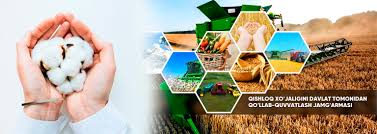 QISHLOQ XO'JALIGINI DAVLAT TOMONIDAN
QO'LLAB-QUVVATLASH JAMG'ARMASI